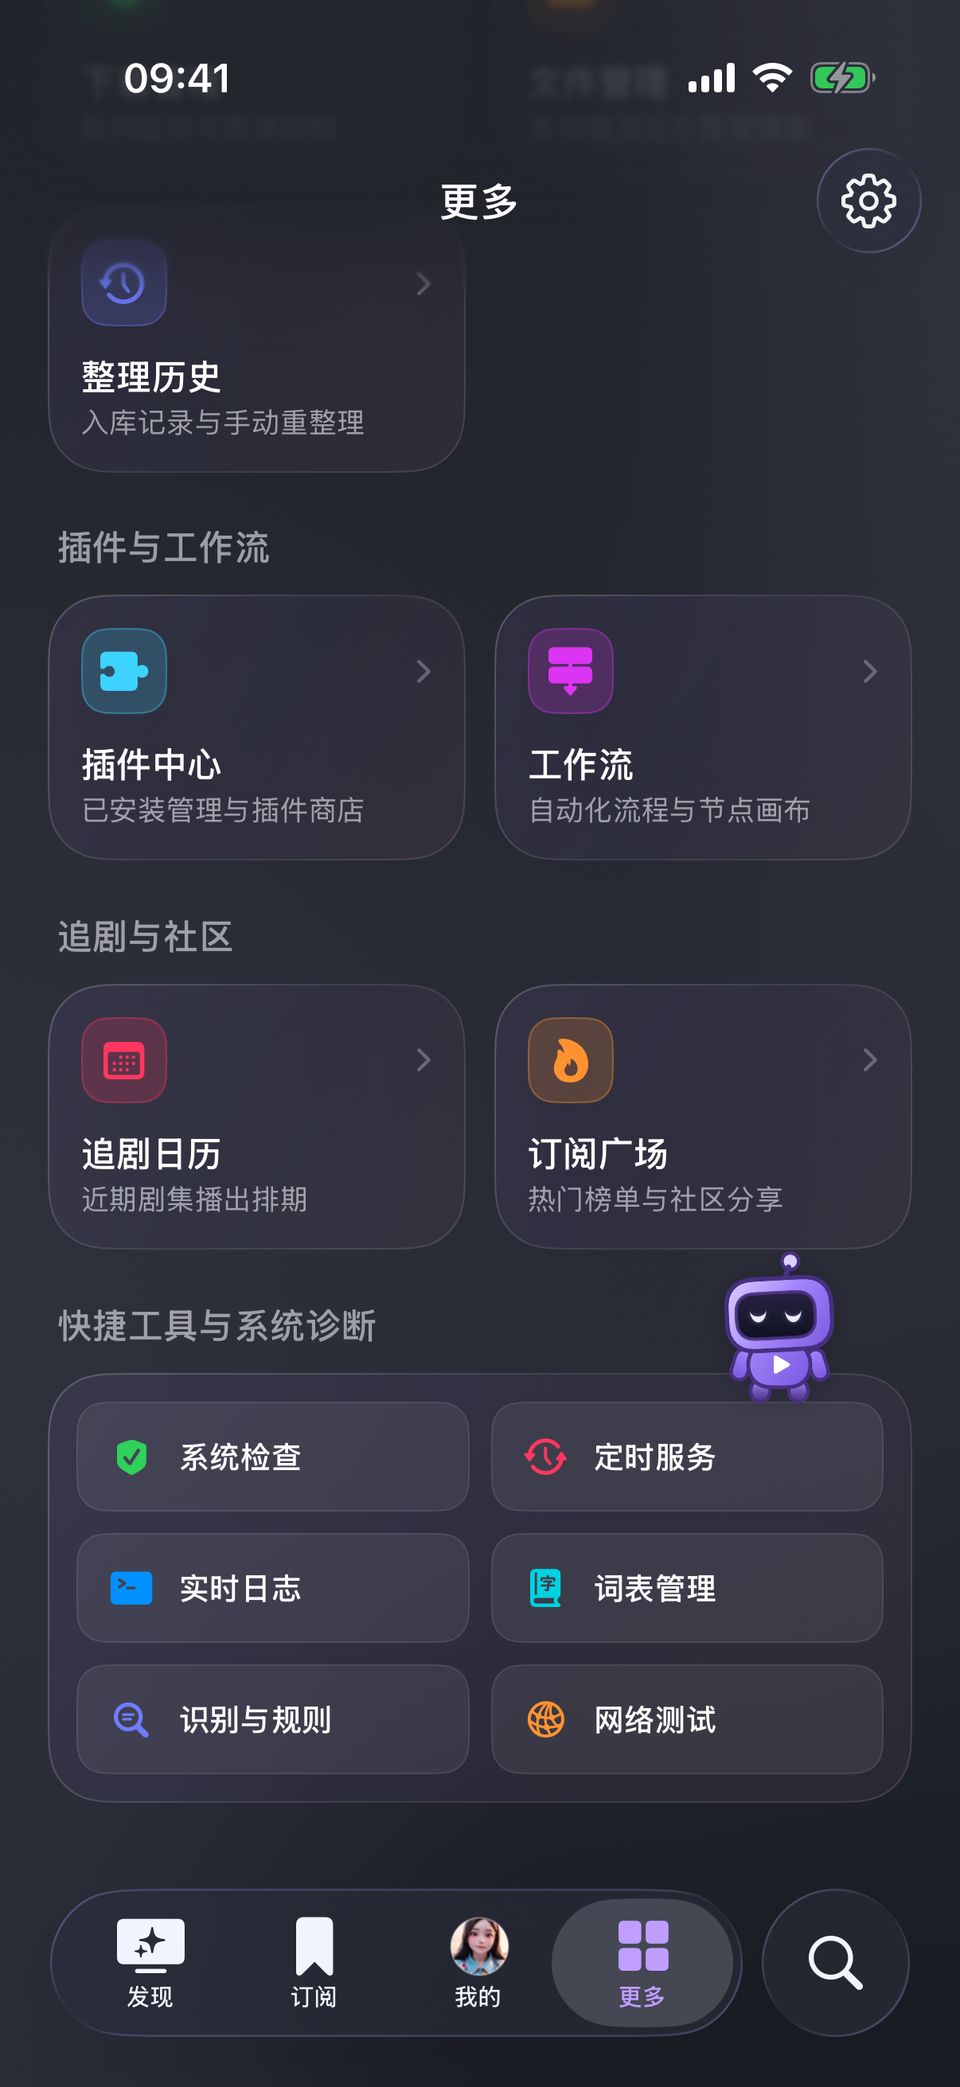 09:41
文件管理
更多
整理历史
入库记录与手动重整理
插件与工作流
插件中心
已安装管理与插件商店
工作流
自动化流程与节点画布
追剧与社区
追剧日历
近期剧集播出排期
订阅广场
热门榜单与社区分享
快捷工具与系统诊断
系统检查
定时服务
实时日志
字
词表管理
识别与规则
网络测试
发现
订阅
我的
更多